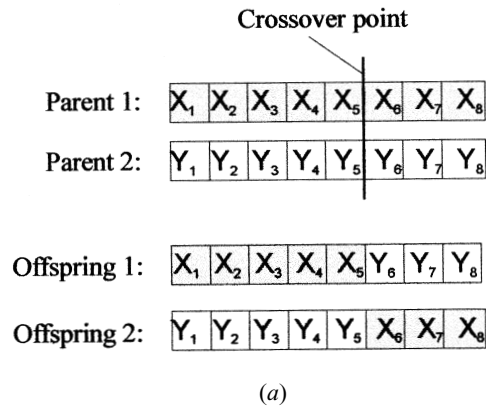 Crossover point
Parent 1: X₁ X₂ X₃ X₄ X₅ X₆ X₇ X₈
Parent 2: Y₁ Y₂ Y₃ Y₄ Y₅ Y₆ Y₇ Y₈
Offspring 1: X₁ X₂ X₃ X₄ X₅ Y₆ Y₇ Y₈
Offspring 2: Y₁ Y₂ Y₃ Y₄ Y₅ X₆ X₇ X₈
(a)